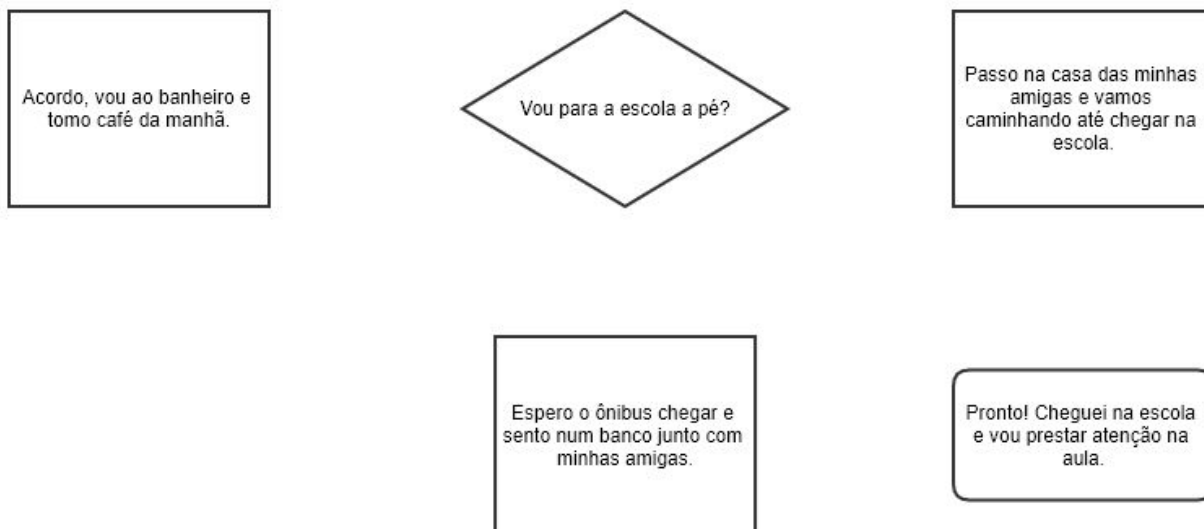 Acordo, vou ao banheiro e
tomo café da manhã.
Vou para a escola a pé?
Passo na casa das minhas
amigas e vamos
caminhando até chegar na
escola.
Espero o ônibus chegar e
sento num banco junto com
minhas amigas.
Pronto! Cheguei na escola
e vou prestar atenção na
aula.